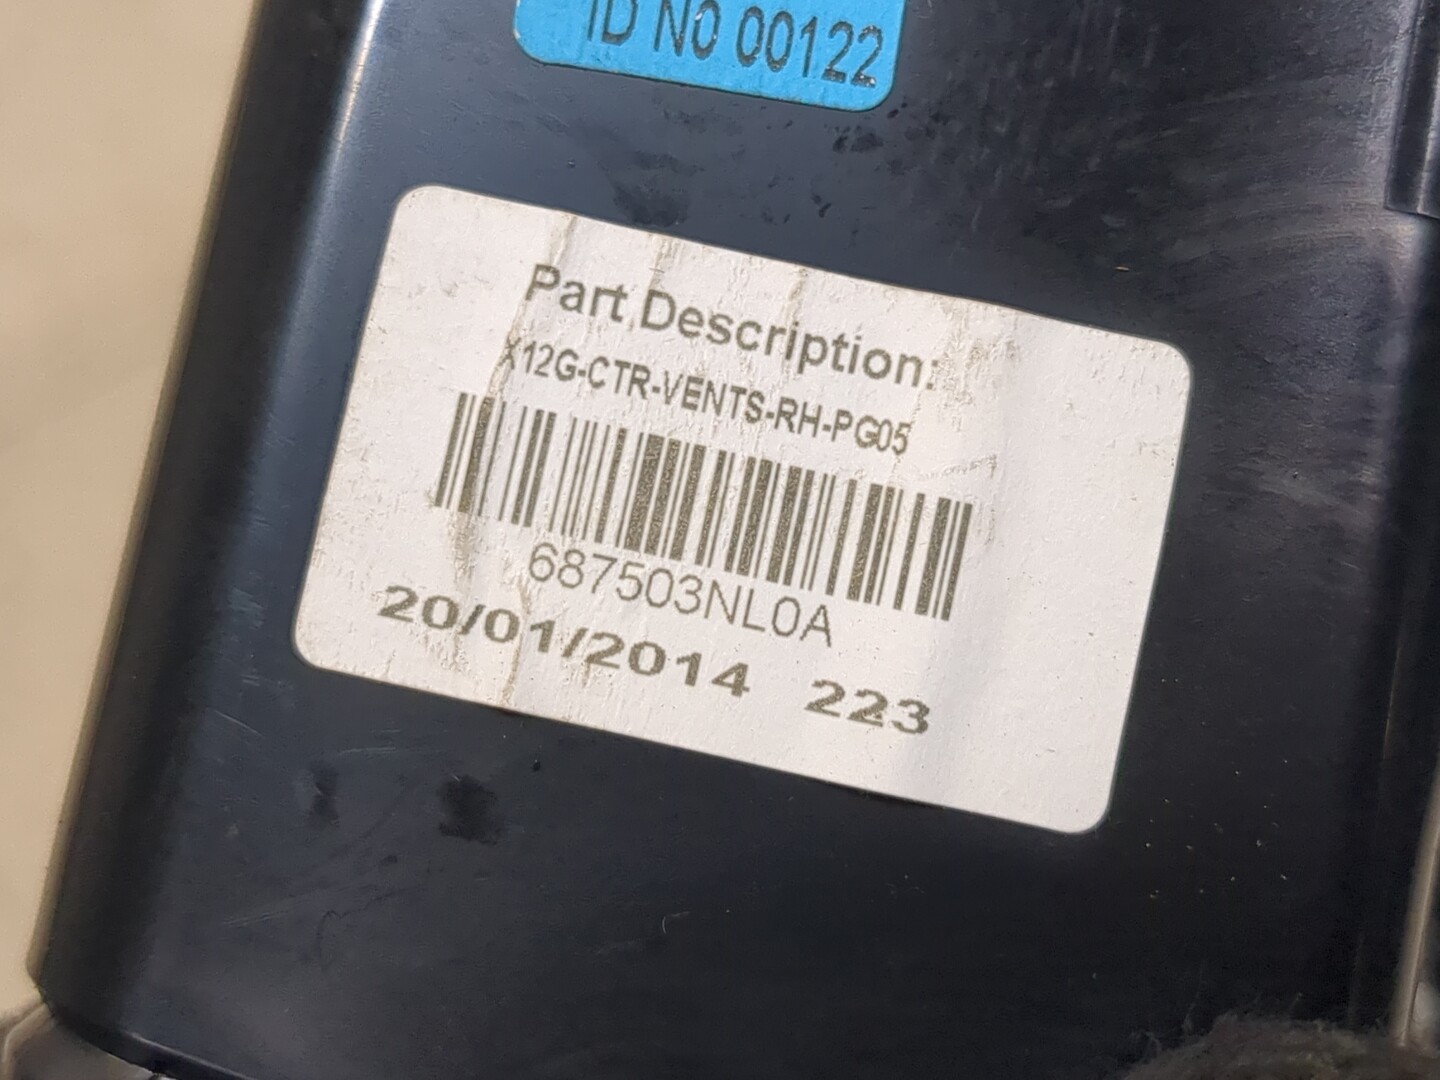 ID N0 00122
Part Description:
X12G-CTR-VENTS-RH-PG05
687503NL0A
20/01/2014 223